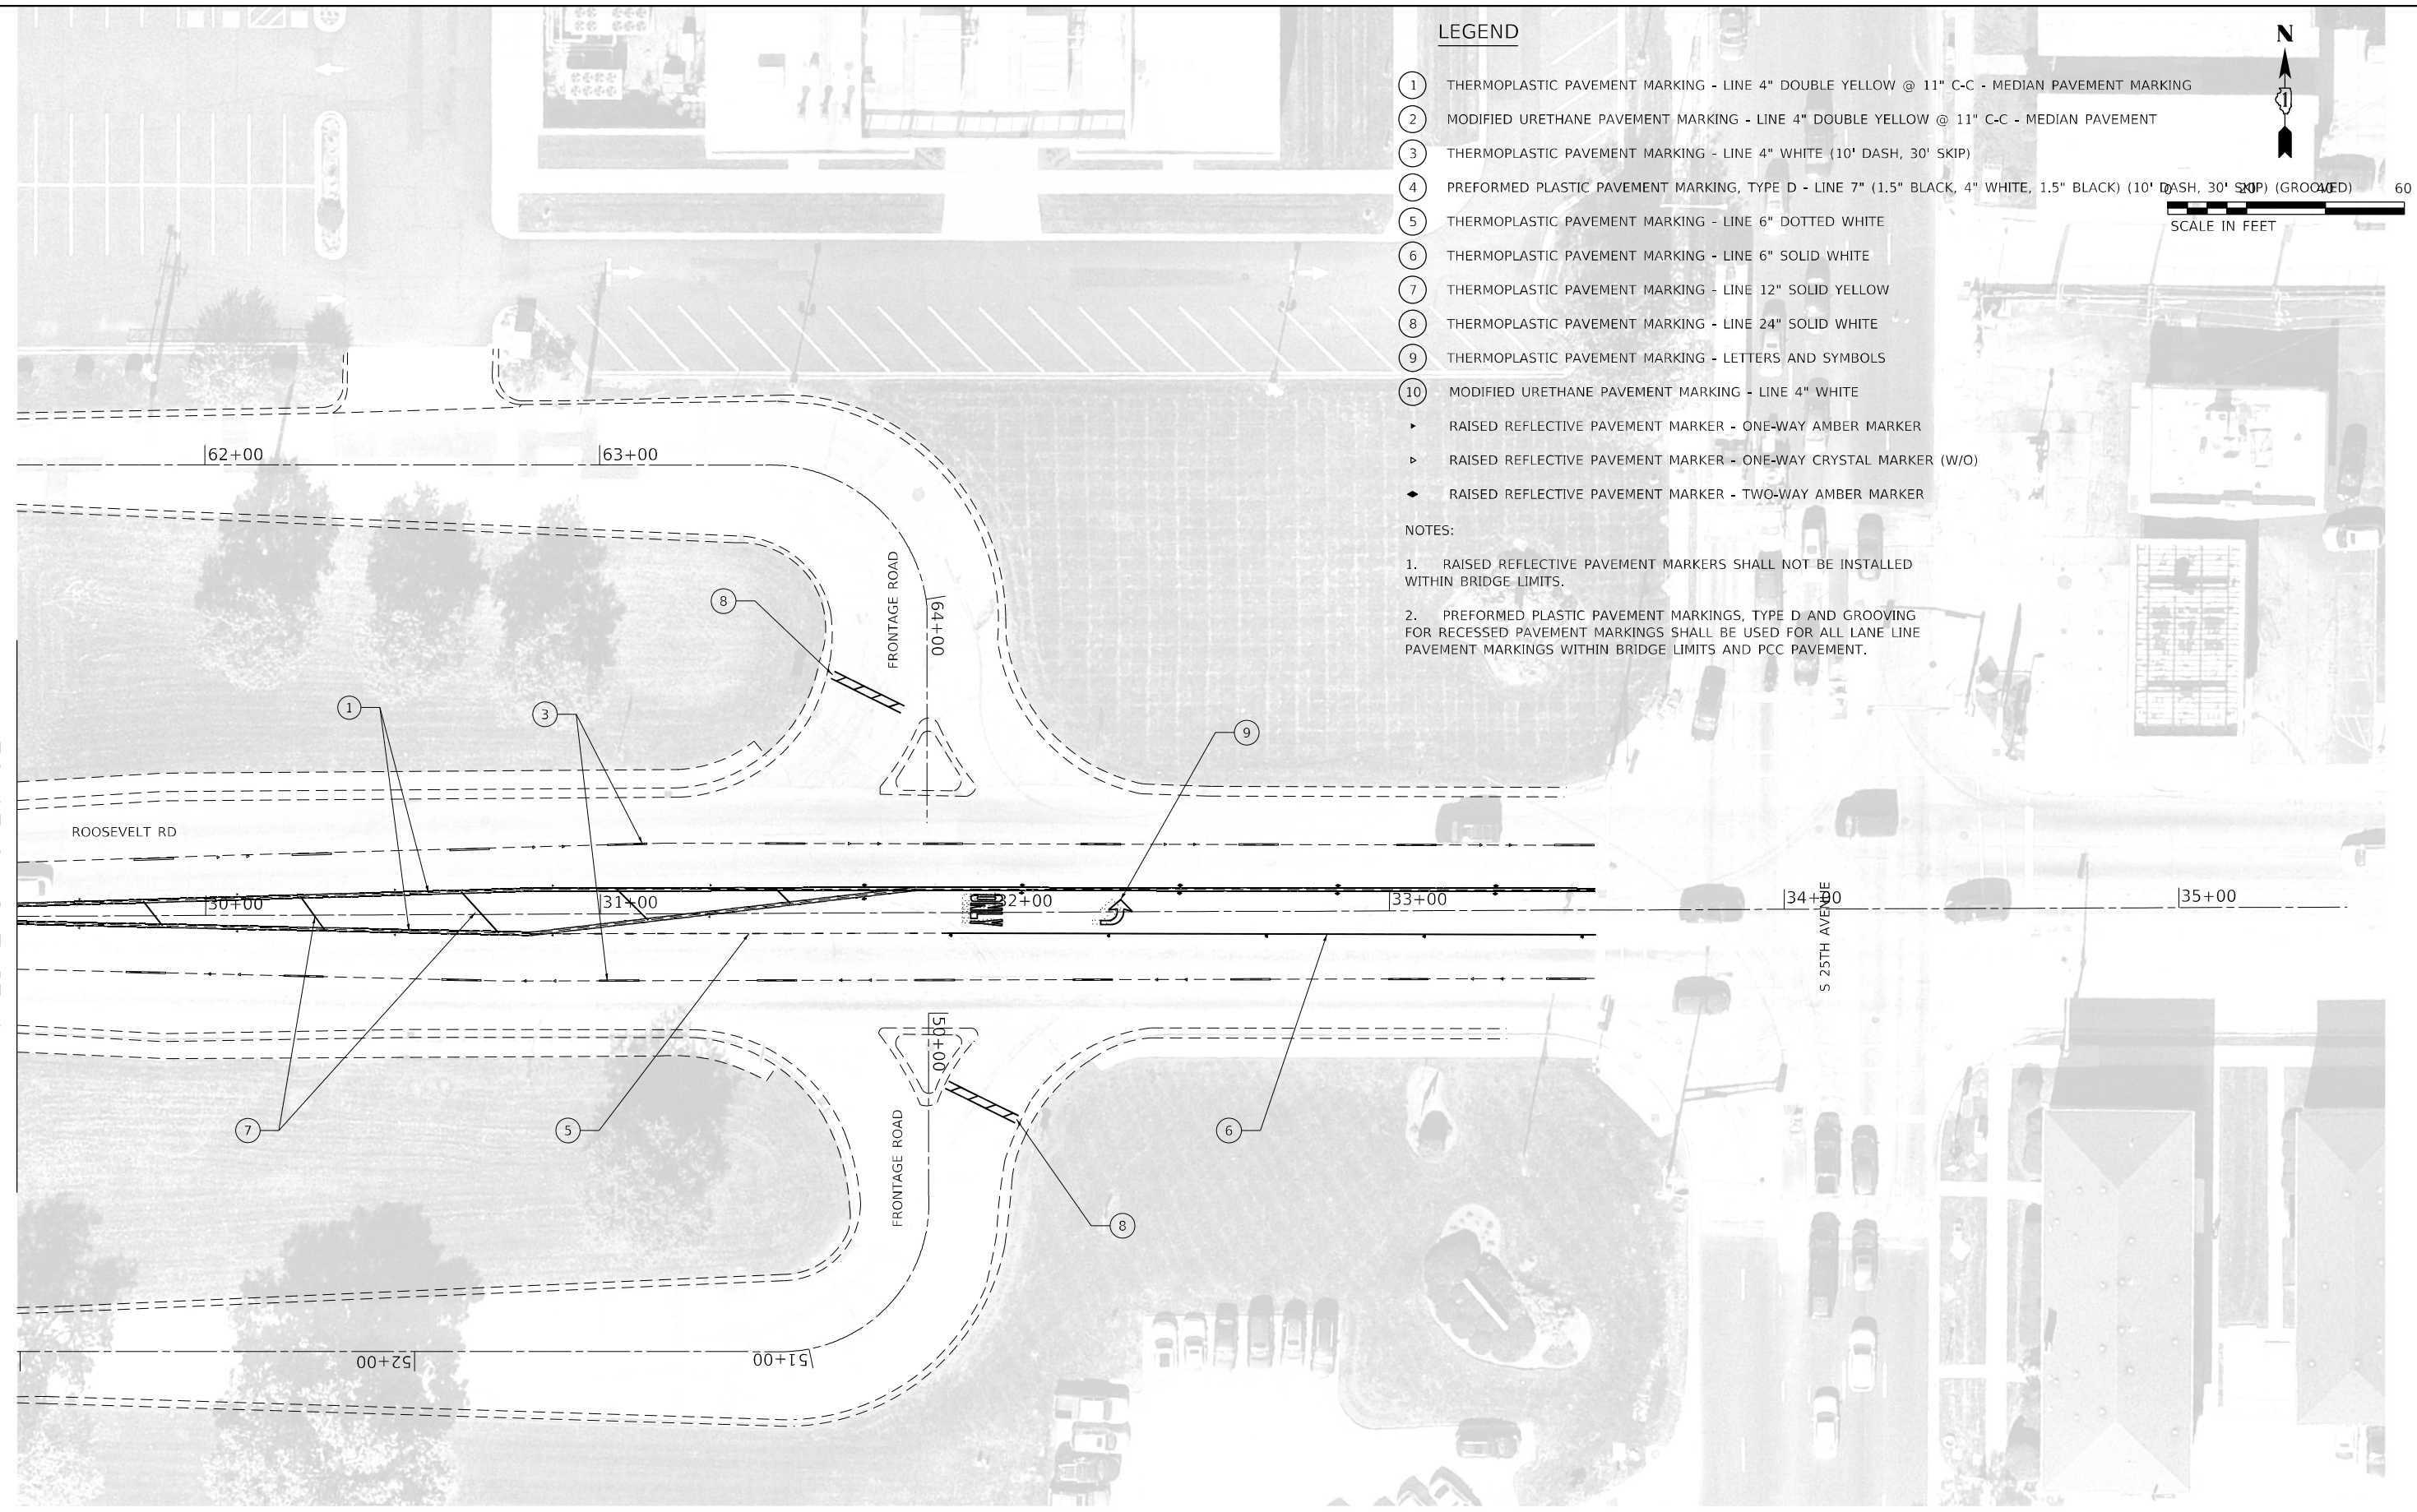 LEGEND
N
1 THERMOPLASTIC PAVEMENT MARKING - LINE 4" DOUBLE YELLOW @ 11" C-C - MEDIAN PAVEMENT MARKING
2 MODIFIED URETHANE PAVEMENT MARKING - LINE 4" DOUBLE YELLOW @ 11" C-C - MEDIAN PAVEMENT
3 THERMOPLASTIC PAVEMENT MARKING - LINE 4" WHITE (10' DASH, 30' SKIP)
4 PREFORMED PLASTIC PAVEMENT MARKING, TYPE D - LINE 7" (1.5" BLACK, 4" WHITE, 1.5" BLACK) (10' DASH, 30' SKIP) (GROOVED)
0 20 40 60
SCALE IN FEET
5 THERMOPLASTIC PAVEMENT MARKING - LINE 6" DOTTED WHITE
6 THERMOPLASTIC PAVEMENT MARKING - LINE 6" SOLID WHITE
7 THERMOPLASTIC PAVEMENT MARKING - LINE 12" SOLID YELLOW
8 THERMOPLASTIC PAVEMENT MARKING - LINE 24" SOLID WHITE
9 THERMOPLASTIC PAVEMENT MARKING - LETTERS AND SYMBOLS
10 MODIFIED URETHANE PAVEMENT MARKING - LINE 4" WHITE
RAISED REFLECTIVE PAVEMENT MARKER - ONE-WAY AMBER MARKER
RAISED REFLECTIVE PAVEMENT MARKER - ONE-WAY CRYSTAL MARKER (W/O)
RAISED REFLECTIVE PAVEMENT MARKER - TWO-WAY AMBER MARKER
NOTES:
1. RAISED REFLECTIVE PAVEMENT MARKERS SHALL NOT BE INSTALLED
WITHIN BRIDGE LIMITS.
2. PREFORMED PLASTIC PAVEMENT MARKINGS, TYPE D AND GROOVING
FOR RECESSED PAVEMENT MARKINGS SHALL BE USED FOR ALL LANE LINE
PAVEMENT MARKINGS WITHIN BRIDGE LIMITS AND PCC PAVEMENT.
62+00
63+00
64+00
FRONTAGE ROAD
8
1
3
9
ROOSEVELT RD
30+00
31+00
ONLY
32+00
33+00
34+00
35+00
S 25TH AVENUE
50+00
FRONTAGE ROAD
7
5
6
8
52+00
51+00